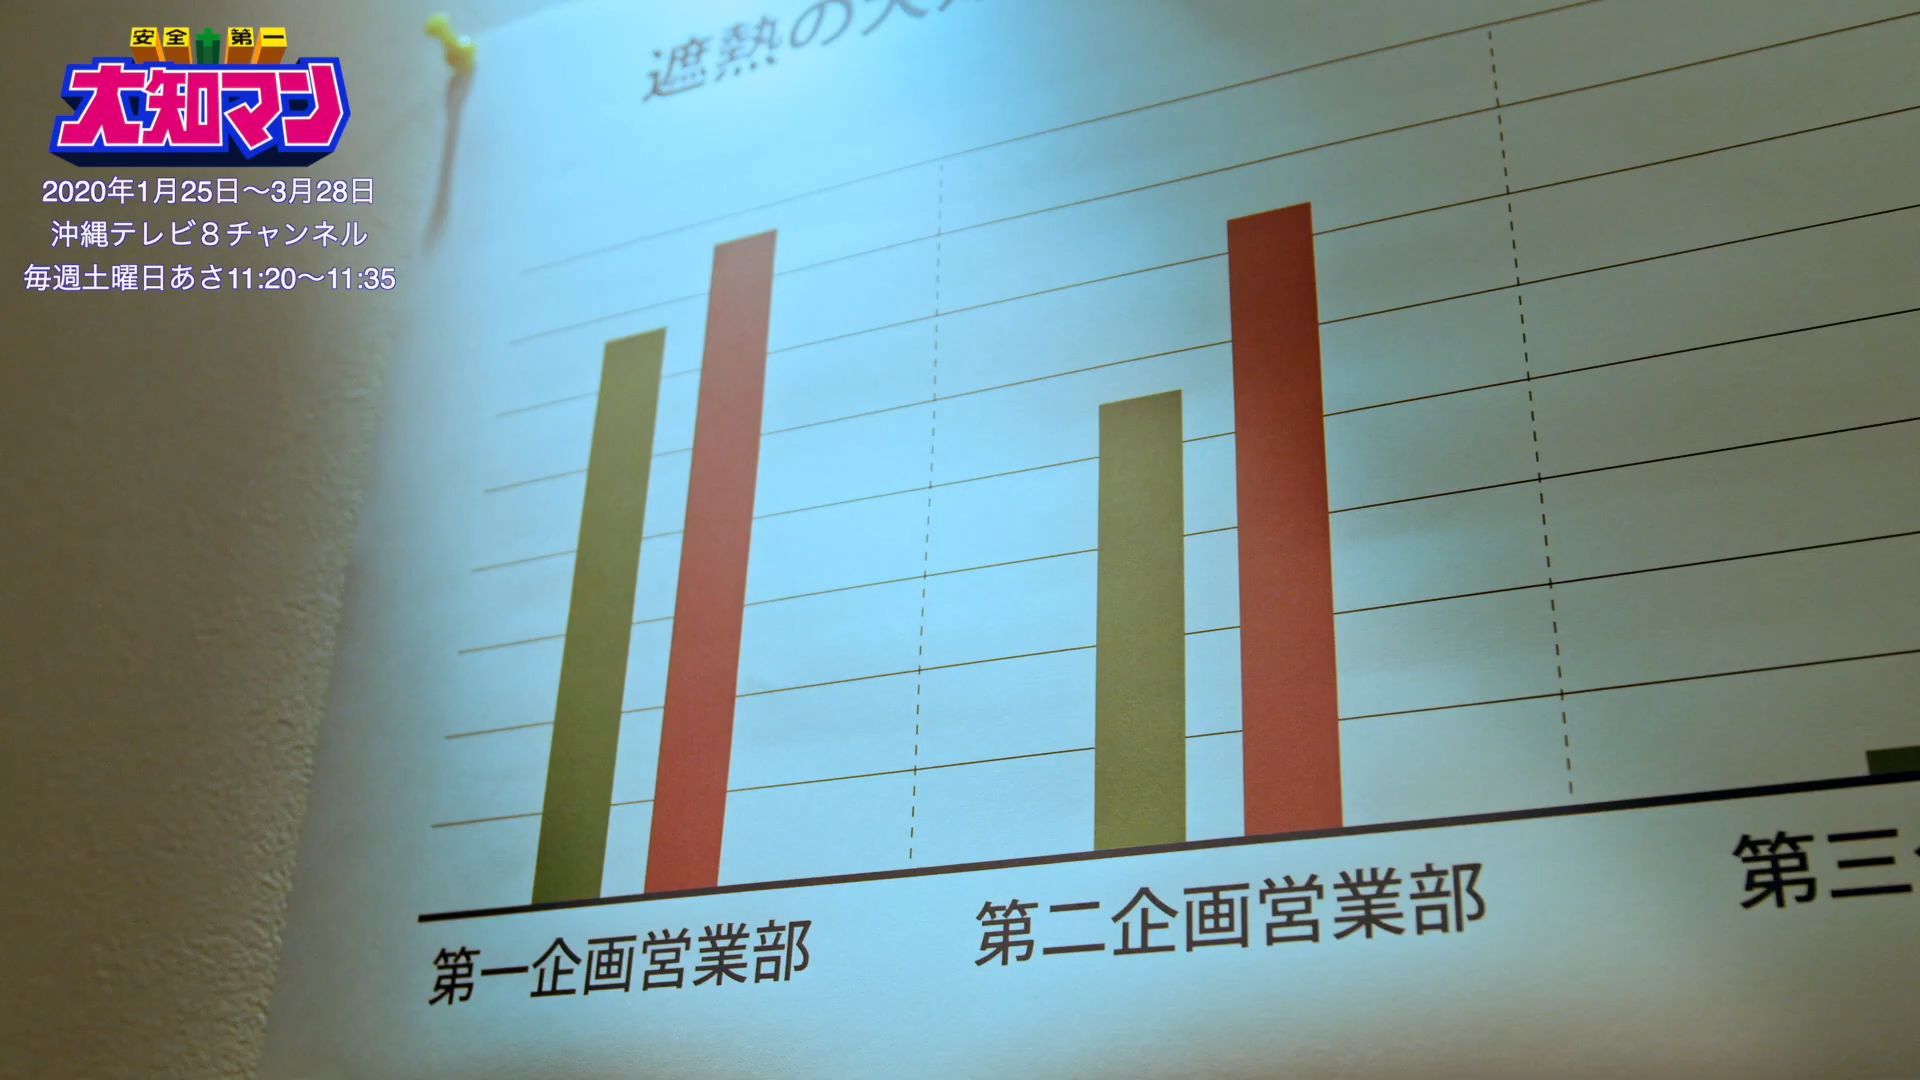 安全第一
大知マン
2020年1月25日〜3月28日
沖縄テレビ８チャンネル
毎週土曜日あさ11:20〜11:35
遮熱の大
第一企画営業部
第二企画営業部
第三